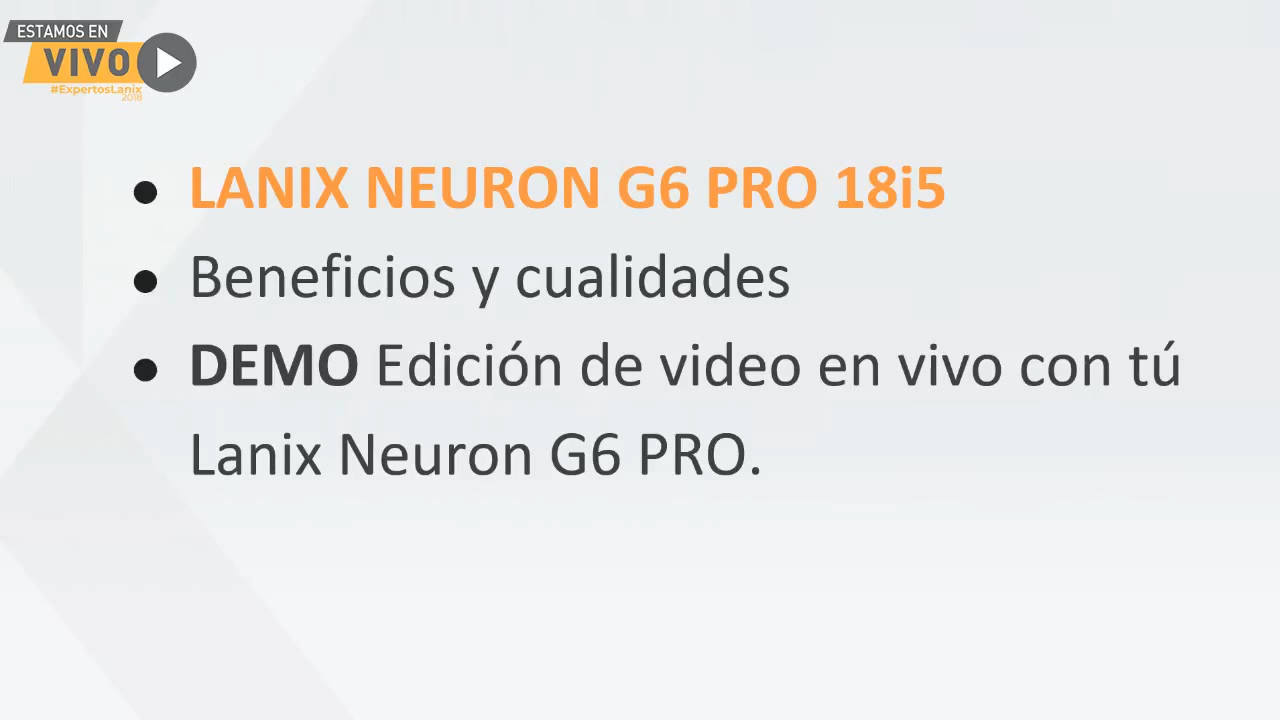 ESTAMOS EN
VIVO
#ExpertosLanix
2018
LANIX NEURON G6 PRO 18i5
Beneficios y cualidades
DEMO Edición de video en vivo con tú
Lanix Neuron G6 PRO.